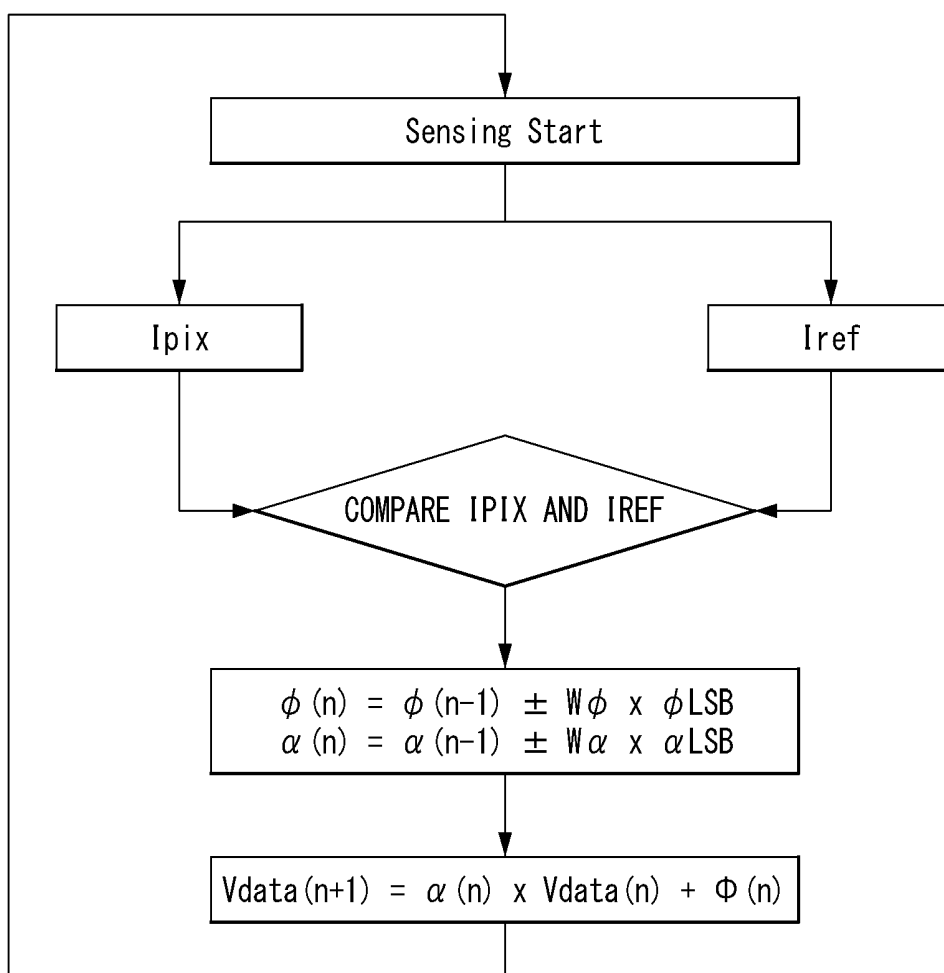 Sensing Start
Ipix
Iref
COMPARE IPIX AND IREF
ϕ(n) = ϕ(n-1) ± Wϕ x ϕLSB
α(n) = α(n-1) ± Wα x αLSB
Vdata(n+1) = α(n) x Vdata(n) + Φ(n)